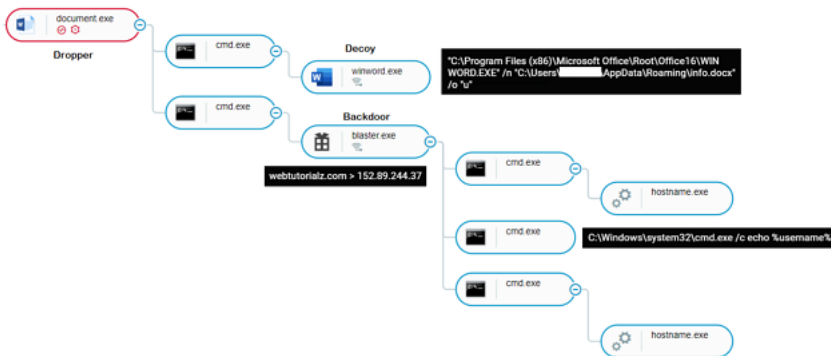 document.exe
Dropper
cmd.exe
Decoy
winword.exe
"C:\Program Files (x86)\Microsoft Office\Root\Office16\WIN
WORD.EXE" /n "C:\Users\ \AppData\Roaming\info.docx"
/o "u"
cmd.exe
Backdoor
blaster.exe
webtutorialz.com > 152.89.244.37
cmd.exe
hostname.exe
cmd.exe
C:\Windows\system32\cmd.exe /c echo %username%
cmd.exe
hostname.exe